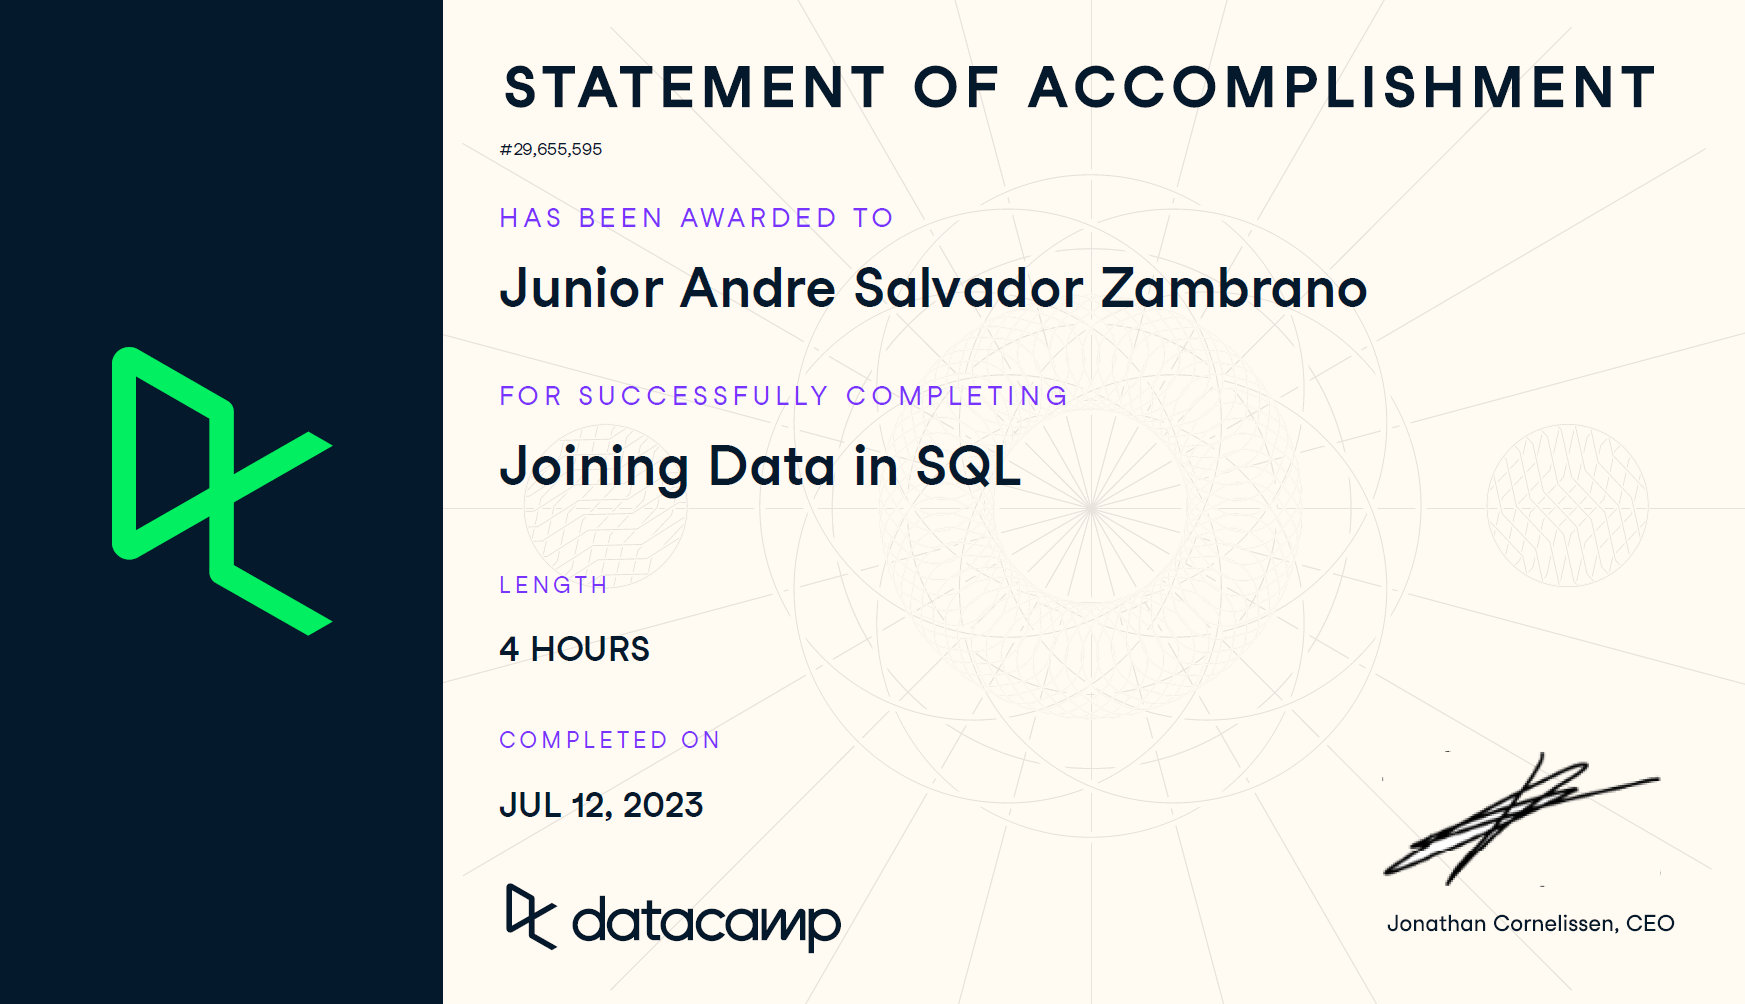 STATEMENT OF ACCOMPLISHMENT
#29,655,595
HAS BEEN AWARDED TO
Junior Andre Salvador Zambrano
FOR SUCCESSFULLY COMPLETING
Joining Data in SQL
LENGTH
4 HOURS
COMPLETED ON
JUL 12, 2023
datacamp
Jonathan Cornelissen, CEO